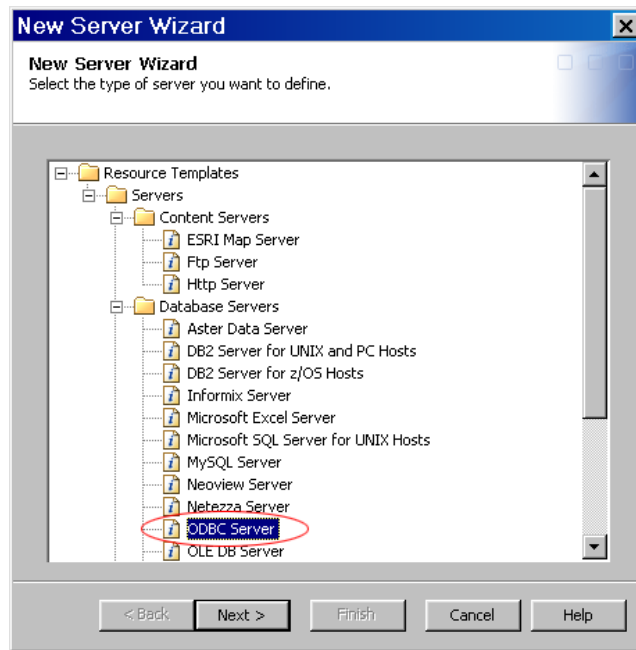 New Server Wizard
New Server Wizard
Select the type of server you want to define.
Resource Templates
Servers
Content Servers
ESRI Map Server
Ftp Server
Http Server
Database Servers
Aster Data Server
DB2 Server for UNIX and PC Hosts
DB2 Server for z/OS Hosts
Informix Server
Microsoft Excel Server
Microsoft SQL Server for UNIX Hosts
MySQL Server
Neoview Server
Netezza Server
ODBC Server
OLE DB Server
< Back Next > Finish Cancel Help